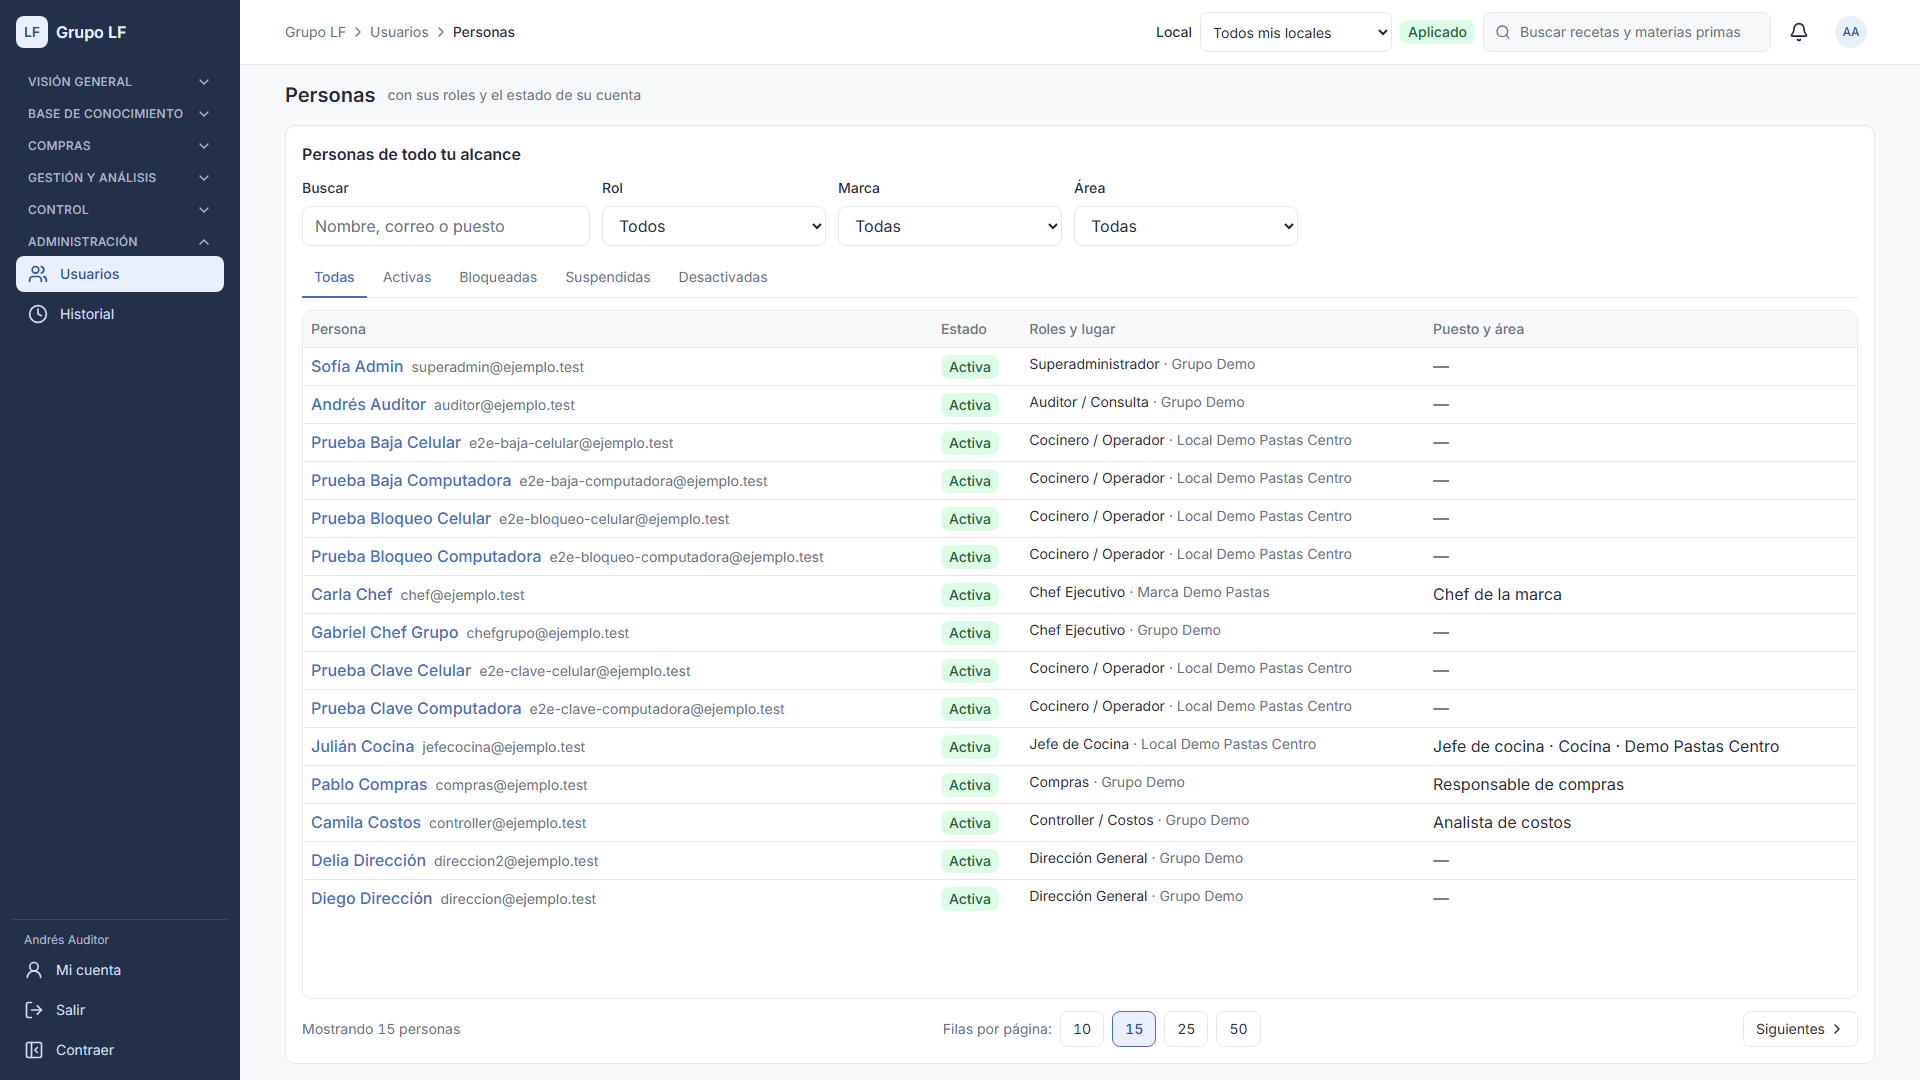 LF Grupo LF
VISIÓN GENERAL
BASE DE CONOCIMIENTO
COMPRAS
GESTIÓN Y ANÁLISIS
CONTROL
ADMINISTRACIÓN
Usuarios
Historial
Andrés Auditor
Mi cuenta
Salir
Contraer
Grupo LF Usuarios Personas
Local Todos mis locales Aplicado Buscar recetas y materias primas AA
Personas con sus roles y el estado de su cuenta
Personas de todo tu alcance
Buscar Rol Marca Área
Nombre, correo o puesto Todos Todas Todas
Todas Activas Bloqueadas Suspendidas Desactivadas
Persona Estado Roles y lugar Puesto y área
Sofía Admin superadmin@ejemplo.test Activa Superadministrador · Grupo Demo —
Andrés Auditor auditor@ejemplo.test Activa Auditor / Consulta · Grupo Demo —
Prueba Baja Celular e2e-baja-celular@ejemplo.test Activa Cocinero / Operador · Local Demo Pastas Centro —
Prueba Baja Computadora e2e-baja-computadora@ejemplo.test Activa Cocinero / Operador · Local Demo Pastas Centro —
Prueba Bloqueo Celular e2e-bloqueo-celular@ejemplo.test Activa Cocinero / Operador · Local Demo Pastas Centro —
Prueba Bloqueo Computadora e2e-bloqueo-computadora@ejemplo.test Activa Cocinero / Operador · Local Demo Pastas Centro —
Carla Chef chef@ejemplo.test Activa Chef Ejecutivo · Marca Demo Pastas Chef de la marca
Gabriel Chef Grupo chefgrupo@ejemplo.test Activa Chef Ejecutivo · Grupo Demo —
Prueba Clave Celular e2e-clave-celular@ejemplo.test Activa Cocinero / Operador · Local Demo Pastas Centro —
Prueba Clave Computadora e2e-clave-computadora@ejemplo.test Activa Cocinero / Operador · Local Demo Pastas Centro —
Julián Cocina jefecocina@ejemplo.test Activa Jefe de Cocina · Local Demo Pastas Centro Jefe de cocina · Cocina · Demo Pastas Centro
Pablo Compras compras@ejemplo.test Activa Compras · Grupo Demo Responsable de compras
Camila Costos controller@ejemplo.test Activa Controller / Costos · Grupo Demo Analista de costos
Delia Dirección direccion2@ejemplo.test Activa Dirección General · Grupo Demo —
Diego Dirección direccion@ejemplo.test Activa Dirección General · Grupo Demo —
Mostrando 15 personas Filas por página: 10 15 25 50 Siguientes